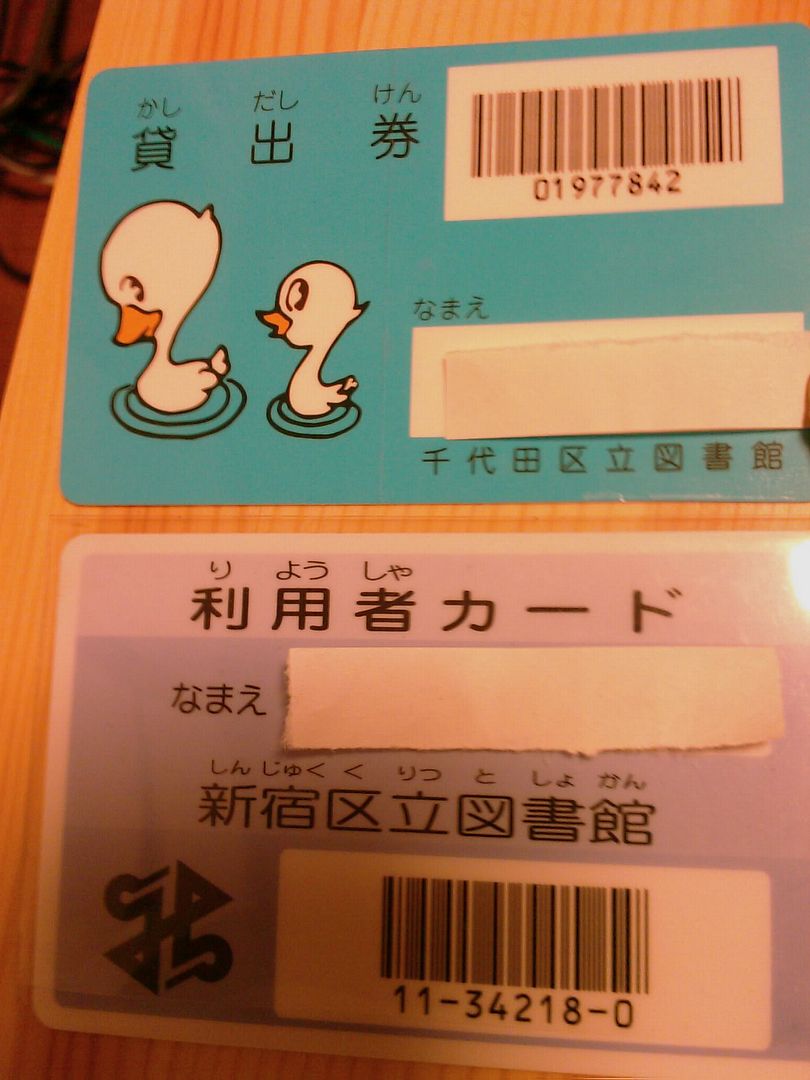 かし だし けん
貸出券
01977842
なまえ
千代田区立図書館
り よう しゃ
利用者カード
なまえ
しん じゅく く りつ と しょ かん
新宿区立図書館
11-34218-0